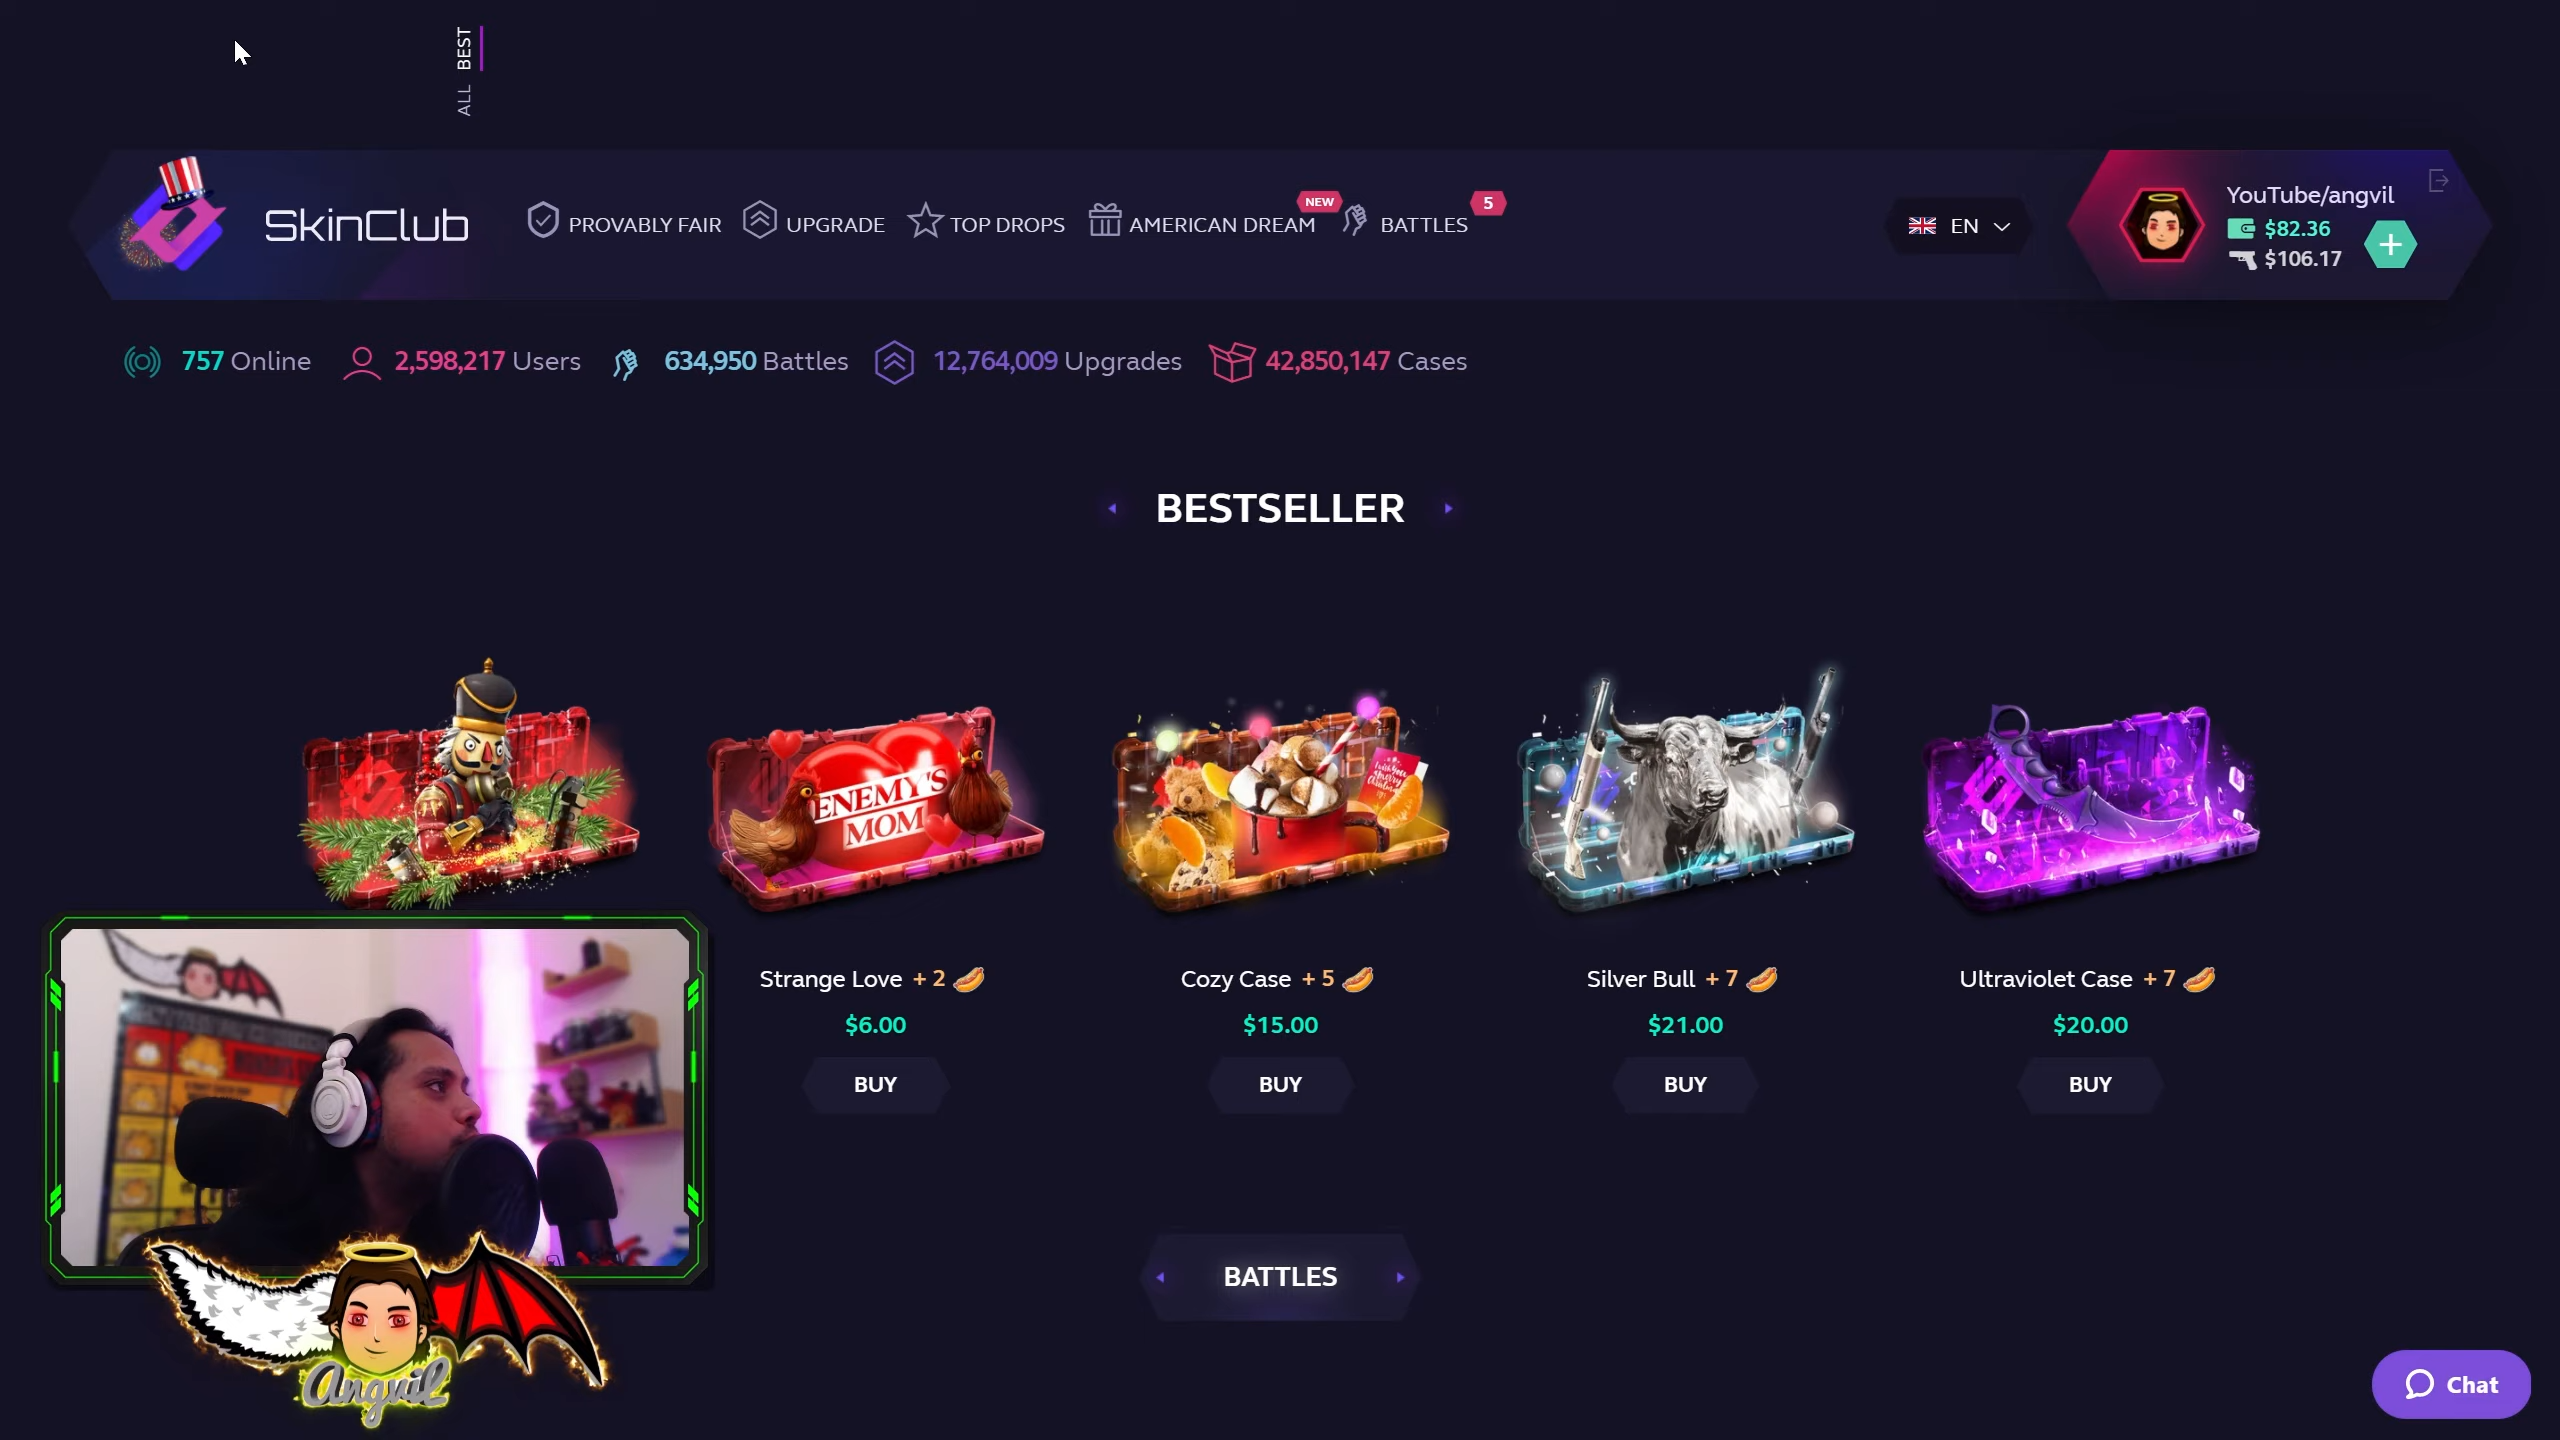 BEST
ALL
SkinClub
PROVABLY FAIR
UPGRADE
TOP DROPS
AMERICAN DREAM
NEW
BATTLES
5
EN
YouTube/angvil
$82.36
$106.17
757 Online
2,598,217 Users
634,950 Battles
12,764,009 Upgrades
42,850,147 Cases
BESTSELLER
ENEMY'S
MOM
Strange Love + 2
$6.00
BUY
Cozy Case + 5
$15.00
BUY
Silver Bull + 7
$21.00
BUY
Ultraviolet Case + 7
$20.00
BUY
BATTLES
Angvil
Chat